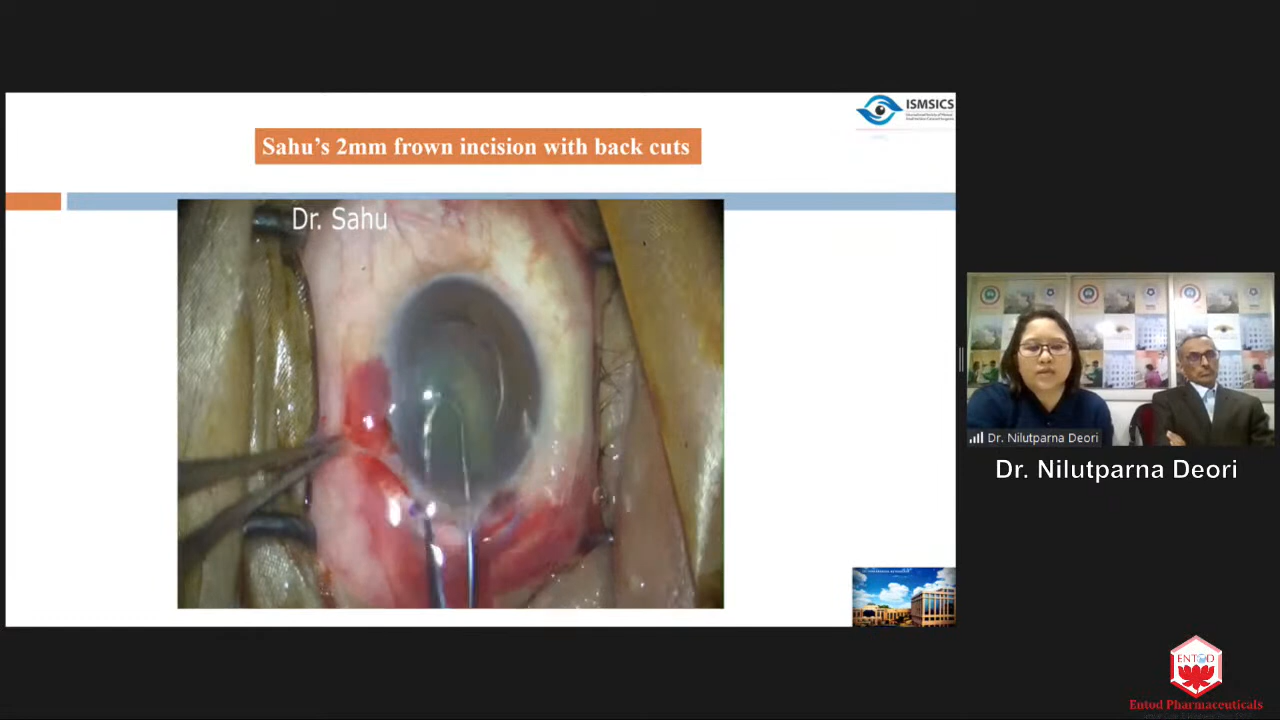 ISMSICS
Sahu's 2mm frown incision with back cuts
Dr. Sahu
Dr. Nilutparna Deori
Dr. Nilutparna Deori
ENTOD
Entod Pharmaceuticals